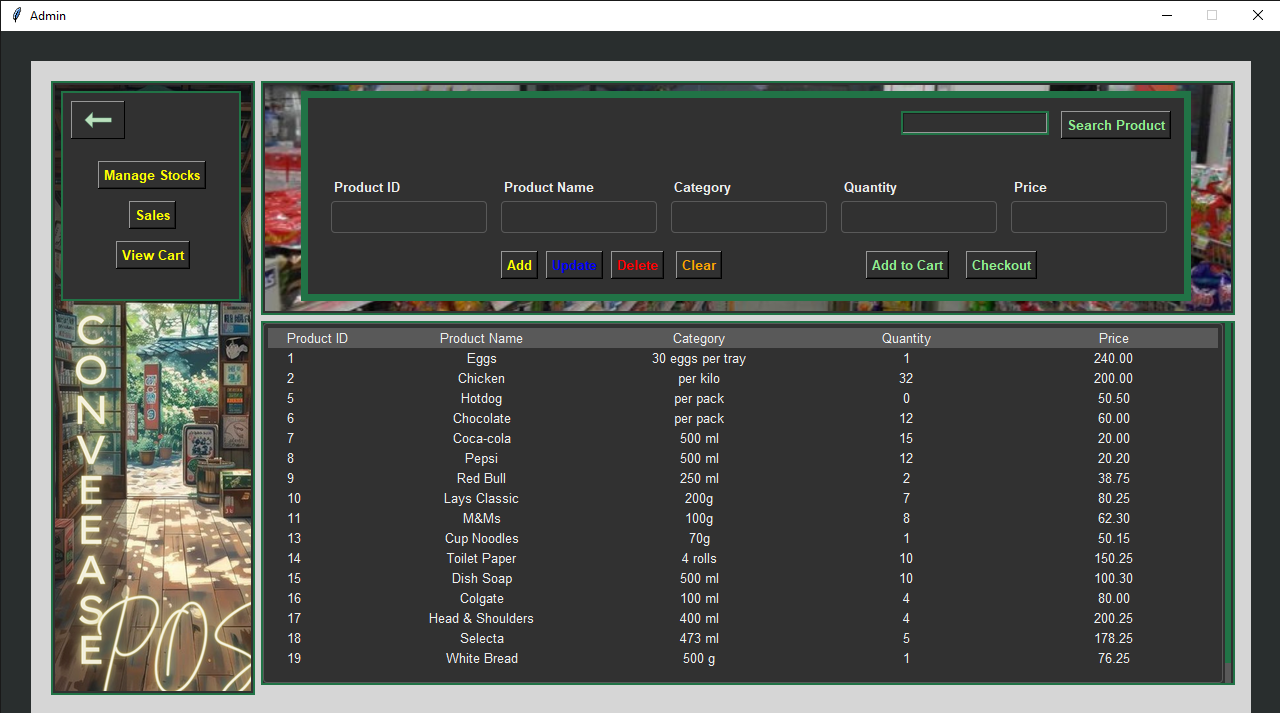 Admin
Manage Stocks
Sales
View Cart
CONVEEASE
POS
Search Product
Product ID Product Name Category Quantity Price
Add Update Delete Clear Add to Cart Checkout
Product ID Product Name Category Quantity Price
1 Eggs 30 eggs per tray 1 240.00
2 Chicken per kilo 32 200.00
5 Hotdog per pack 0 50.50
6 Chocolate per pack 12 60.00
7 Coca-cola 500 ml 15 20.00
8 Pepsi 500 ml 12 20.20
9 Red Bull 250 ml 2 38.75
10 Lays Classic 200g 7 80.25
11 M&Ms 100g 8 62.30
13 Cup Noodles 70g 1 50.15
14 Toilet Paper 4 rolls 10 150.25
15 Dish Soap 500 ml 10 100.30
16 Colgate 100 ml 4 80.00
17 Head & Shoulders 400 ml 4 200.25
18 Selecta 473 ml 5 178.25
19 White Bread 500 g 1 76.25